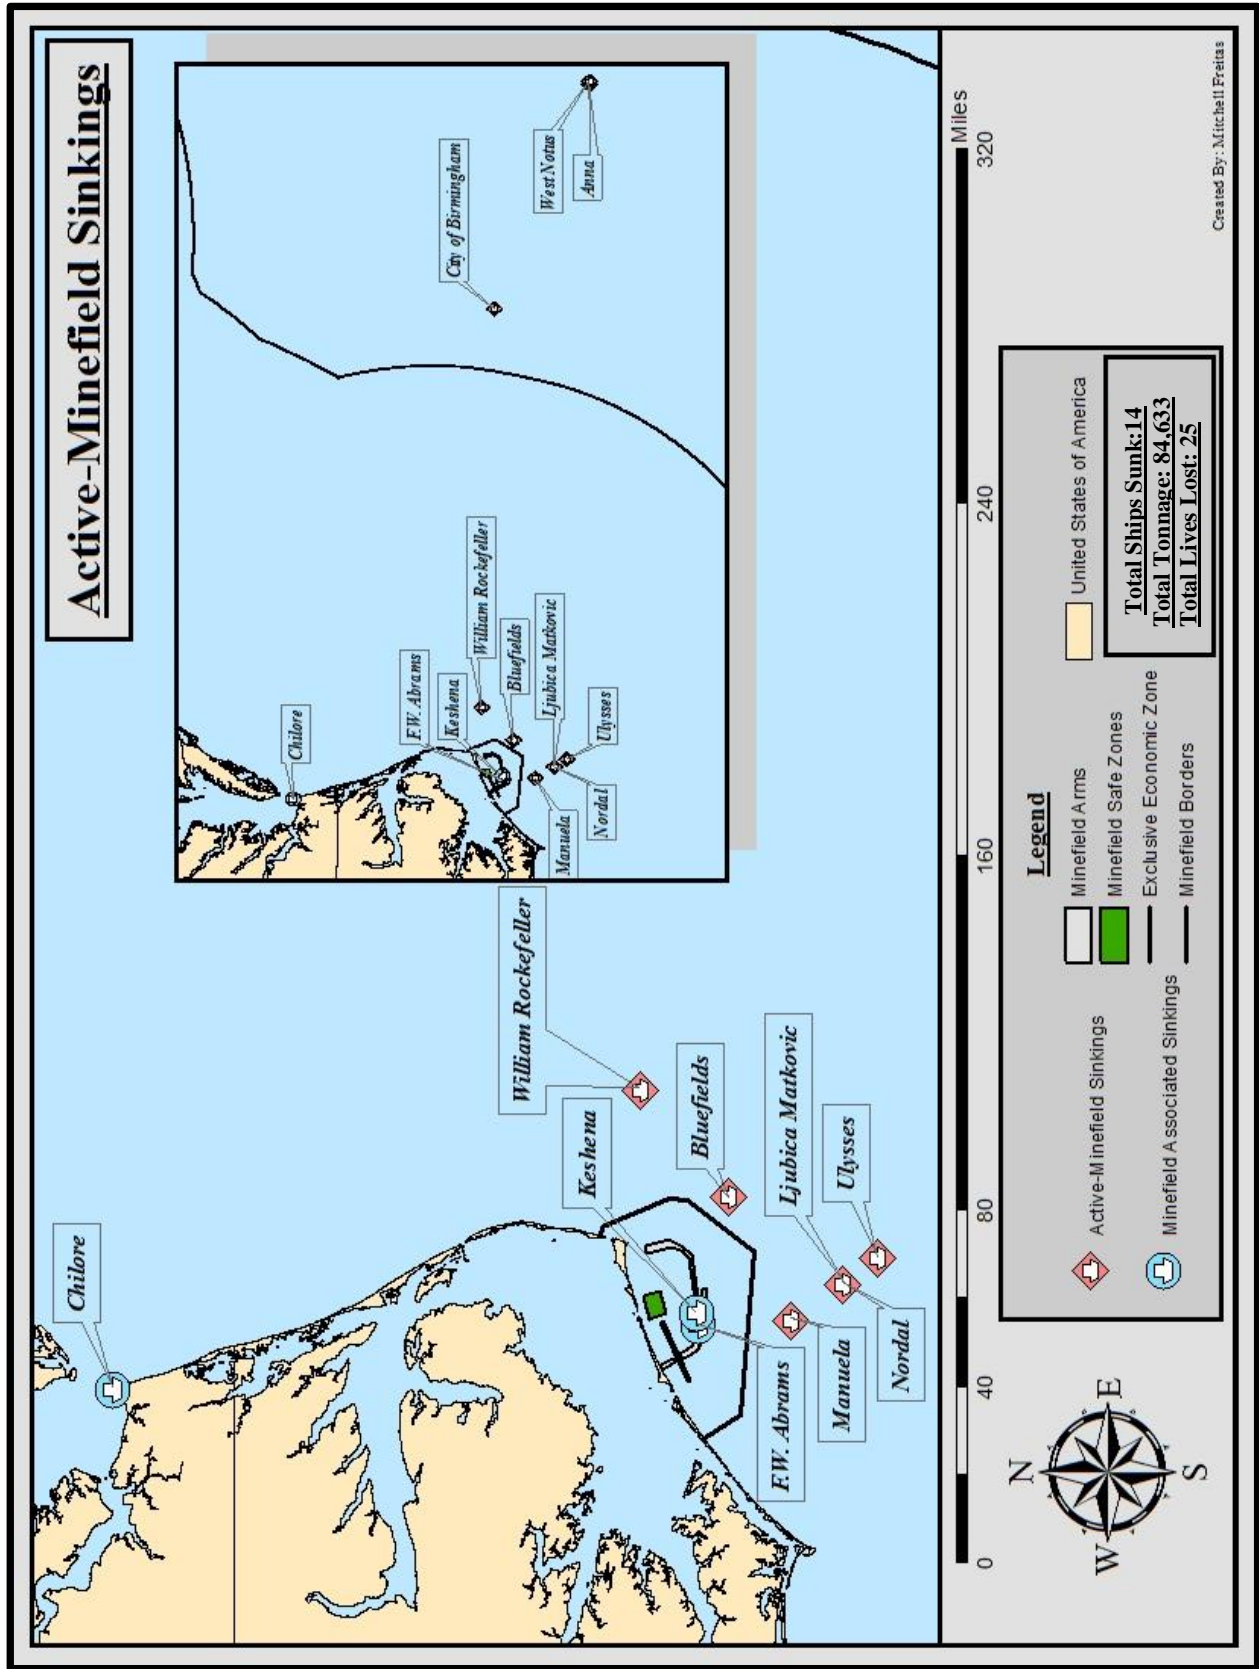 Active-Minefield Sinkings
Chilore
William Rockefeller
Keshena
Bluefields
Ljubica Matkovic
Ulysses
F.W. Abrams
Manuela
Nordal
Chilore
F.W. Abrams
Keshena
William Rockefeller
Bluefields
Ljubica Matkovic
Ulysses
Manuela
Nordal
City of Birmingham
West Notus
Anna
0
40
80
160
240
320
Miles
N
W
E
S
Legend
Active-Minefield Sinkings
Minefield Associated Sinkings
Minefield Arms
Minefield Safe Zones
Exclusive Economic Zone
Minefield Borders
United States of America
Total Ships Sunk:14
Total Tonnage: 84,633
Total Lives Lost: 25
Created By: Mitchell Freitas